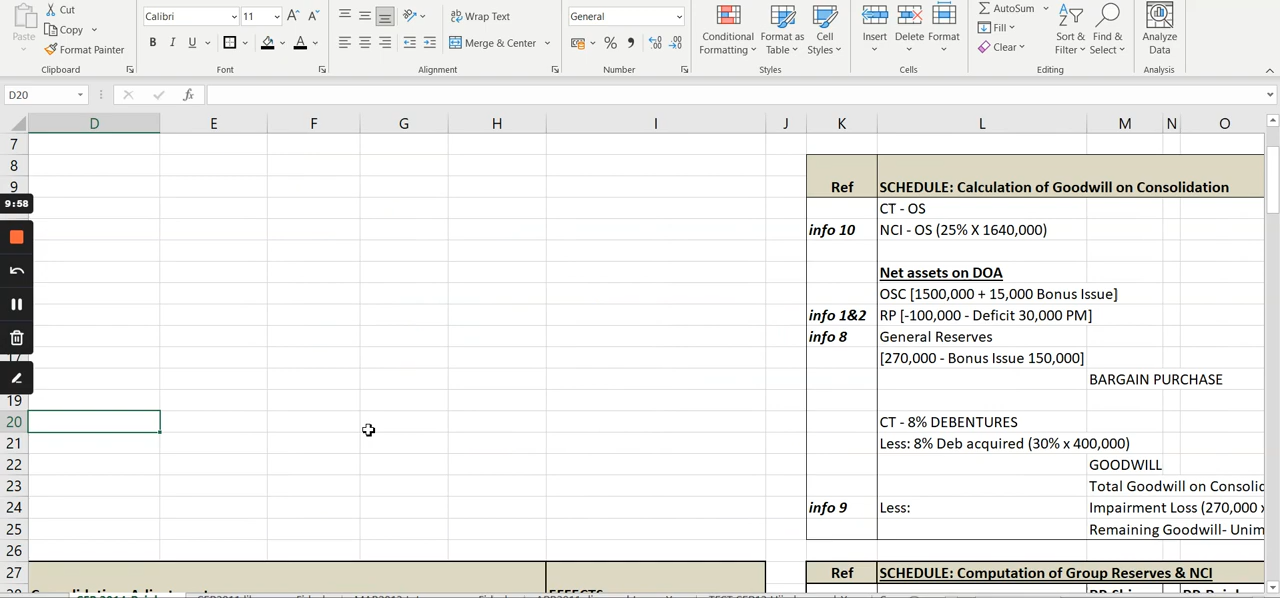 Cut
Copy
Paste
Format Painter
Clipboard
Calibri 11
B I U
Font
Wrap Text
Merge & Center
Alignment
General
Number
Conditional Formatting
Format as Table
Cell Styles
Styles
Insert Delete Format
Cells
AutoSum
Fill
Clear
Sort & Filter
Find & Select
Editing
Analyze Data
Analysis
D20 fx
D E F G H I J K L M N O
7
8
9 Ref SCHEDULE: Calculation of Goodwill on Consolidation
9:58 CT - OS
info 10 NCI - OS (25% X 1640,000)
Net assets on DOA
OSC [1500,000 + 15,000 Bonus Issue]
info 1&2 RP [-100,000 - Deficit 30,000 PM]
info 8 General Reserves
[270,000 - Bonus Issue 150,000]
BARGAIN PURCHASE
19
20 CT - 8% DEBENTURES
21 Less: 8% Deb acquired (30% x 400,000)
22 GOODWILL
23 Total Goodwill on Consolid
24 info 9 Less: Impairment Loss (270,000 x
25 Remaining Goodwill- Unim
26
27 Ref SCHEDULE: Computation of Group Reserves & NCI